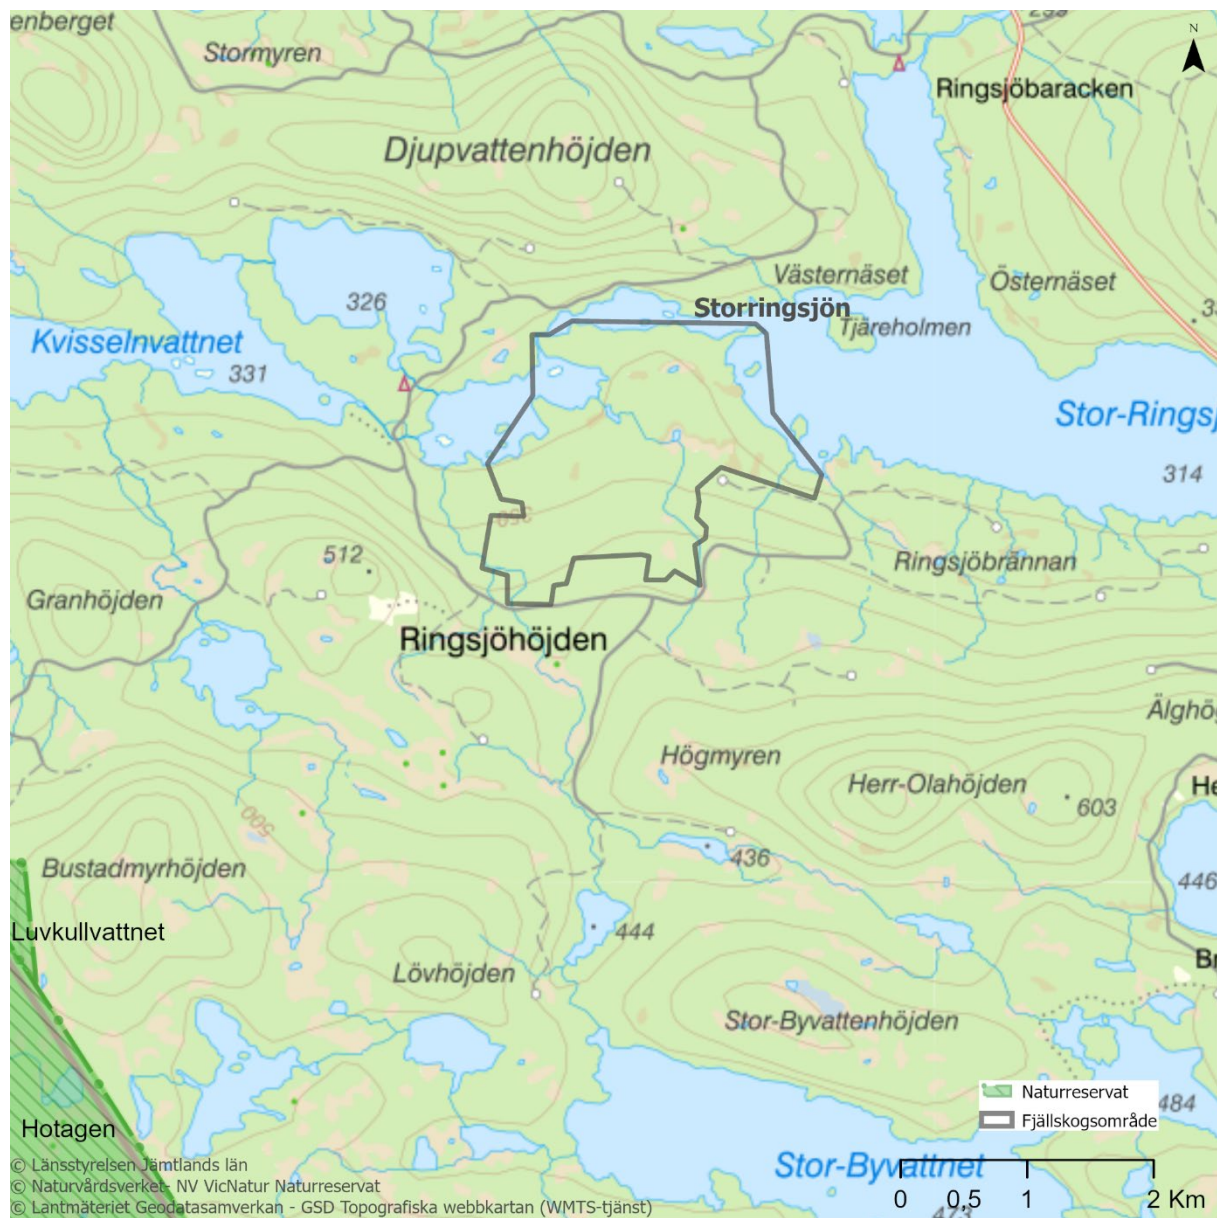 enberget
Stormyren
N
Ringsjöbaracken
Djupvattenhöjden
Västernäset
Östernäset
326
Storringsjön
Tjäreholmen
Kvisselnvattnet
331
Stor-Ringsj
314
350
512
Ringsjöbrännan
Granhöjden
Ringsjöhöjden
Älghö
Högmyren
Herr-Olahöjden
He
603
500
436
Bustadmyrhöjden
446
Luvkullvattnet
444
Br
Lövhöjden
Stor-Byvattenhöjden
Naturreservat
484
Fjällskogsområde
Hotagen
© Länsstyrelsen Jämtlands län
Stor-Byvattnet
© Naturvårdsverket- NV VicNatur Naturreservat
0 0,5 1 2 Km
© Lantmäteriet Geodatasamverkan - GSD Topografiska webbkartan (WMTS-tjänst)
473